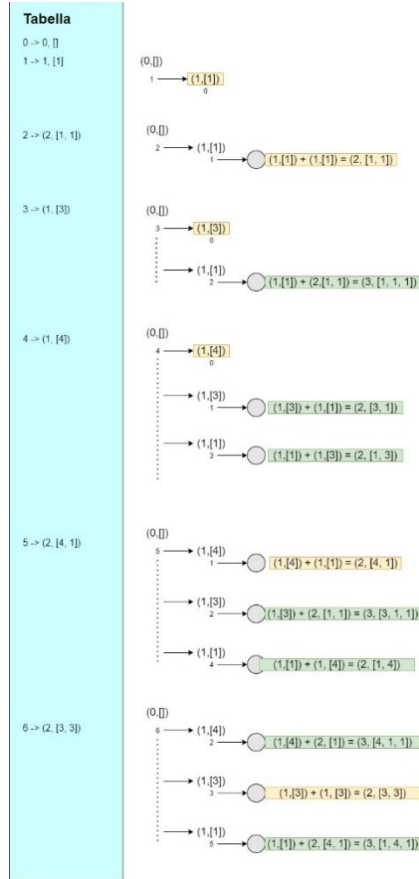 Tabella
0 -> 0, []
1 -> 1, [1]
(0,[])
1
(1,[1])
0
2 -> (2, [1, 1])
(0,[])
2
(1,[1])
1
(1,[1]) + (1,[1]) = (2, [1, 1])
3 -> (1, [3])
(0,[])
3
(1,[3])
0
(1,[1])
2
(1,[1]) + (2,[1, 1]) = (3, [1, 1, 1])
4 -> (1, [4])
(0,[])
4
(1,[4])
0
(1,[3])
1
(1,[3]) + (1,[1]) = (2, [3, 1])
(1,[1])
3
(1,[1]) + (1,[3]) = (2, [1, 3])
5 -> (2, [4, 1])
(0,[])
5
(1,[4])
1
(1,[4]) + (1,[1]) = (2, [4, 1])
(1,[3])
2
(1,[3]) + (2, [1, 1]) = (3, [3, 1, 1])
(1,[1])
4
(1,[1]) + (1, [4]) = (2, [1, 4])
6 -> (2, [3, 3])
(0,[])
6
(1,[4])
2
(1,[4]) + (2, [1]) = (3, [4, 1, 1])
(1,[3])
3
(1,[3]) + (1, [3]) = (2, [3, 3])
(1,[1])
5
(1,[1]) + (2, [4, 1]) = (3, [1, 4, 1])